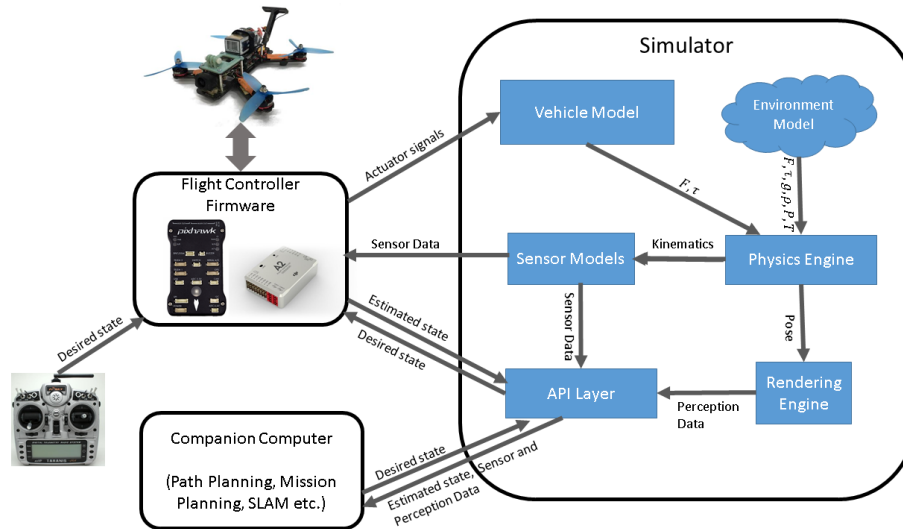 Simulator
Vehicle Model
Environment
Model
Actuator signals
F, τ
F, τ, g, ρ, P, T
Flight Controller
Firmware
pixhawk
A2
Sensor Data
Sensor Models
Kinematics
Physics Engine
Desired state
Estimated state
Desired state
Sensor Data
Pose
API Layer
Perception
Data
Rendering
Engine
Companion Computer
(Path Planning, Mission
Planning, SLAM etc.)
Desired state
Estimated state, Sensor and
Perception Data